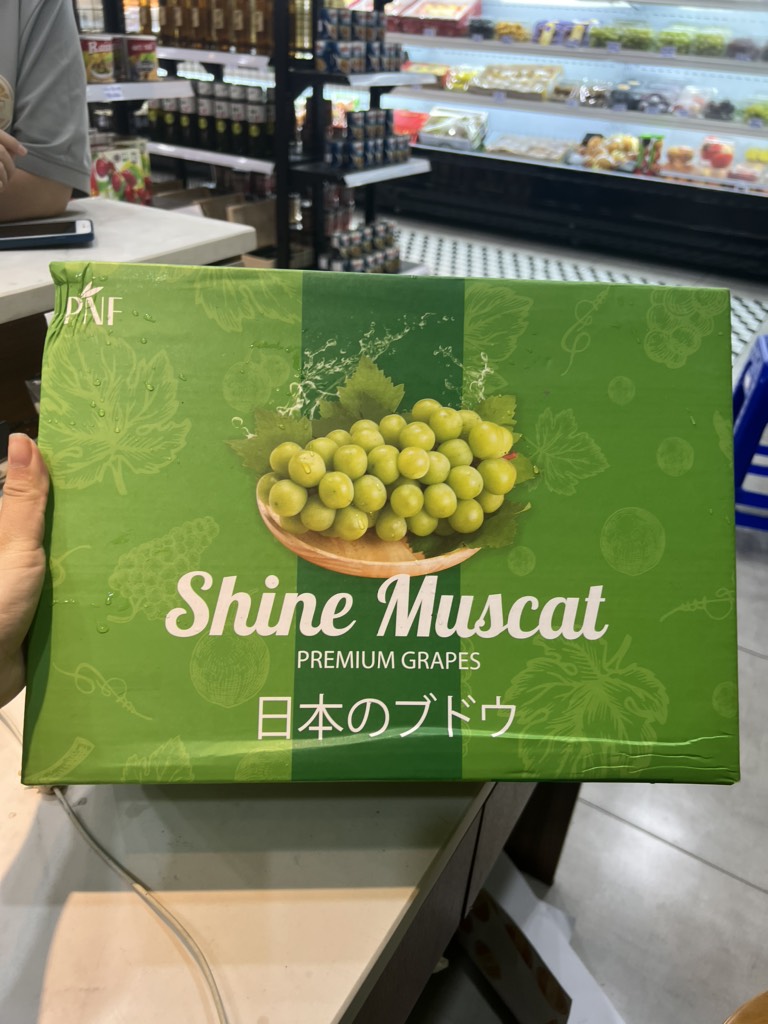 PNF
Shine Muscat
PREMIUM GRAPES
日本のブドウ